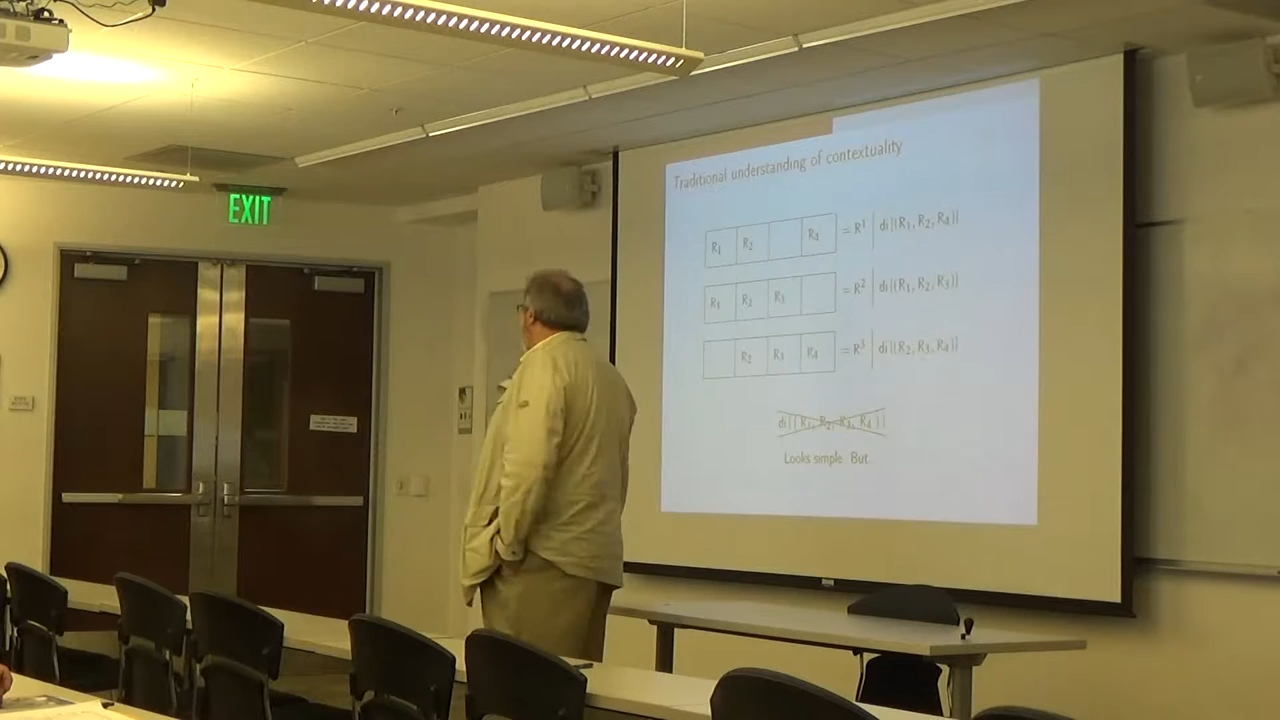 EXIT
Traditional understanding of contextuality
R₁ R₂ R₄ = R¹ di[(R₁, R₂, R₄)]
R₁ R₂ R₃ = R² di[(R₁, R₂, R₃)]
R₂ R₃ R₄ = R³ di[(R₂, R₃, R₄)]
di[( R₁, R₂, R₃, R₄ )]
Looks simple. But